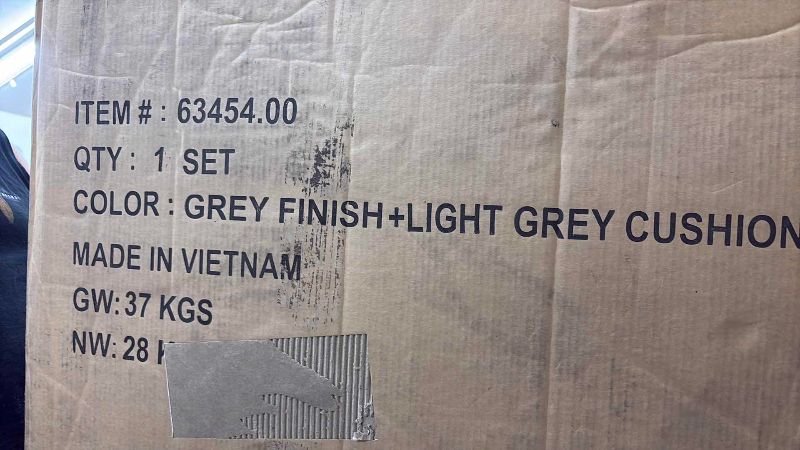 ITEM # : 63454.00
QTY : 1 SET
COLOR : GREY FINISH+LIGHT GREY CUSHION
MADE IN VIETNAM
GW: 37 KGS
NW: 28